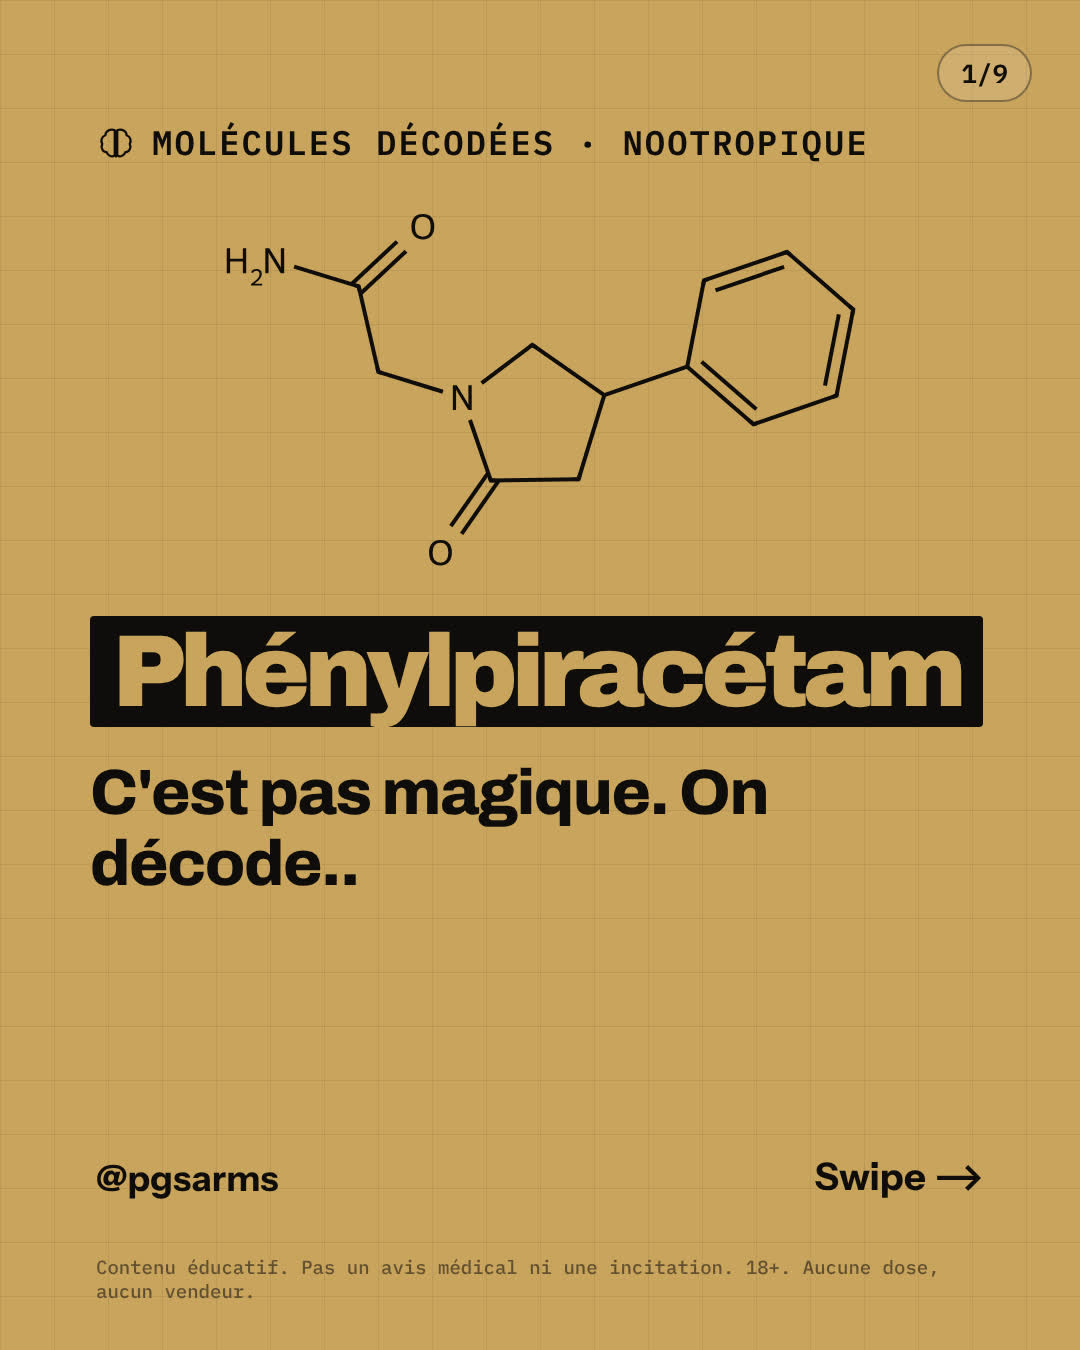 1/9
MOLÉCULES DÉCODÉES · NOOTROPIQUE
O
H₂N
N
O
Phénylpiracétam
C'est pas magique. On
décode..
@pgsarms
Swipe →
Contenu éducatif. Pas un avis médical ni une incitation. 18+. Aucune dose,
aucun vendeur.